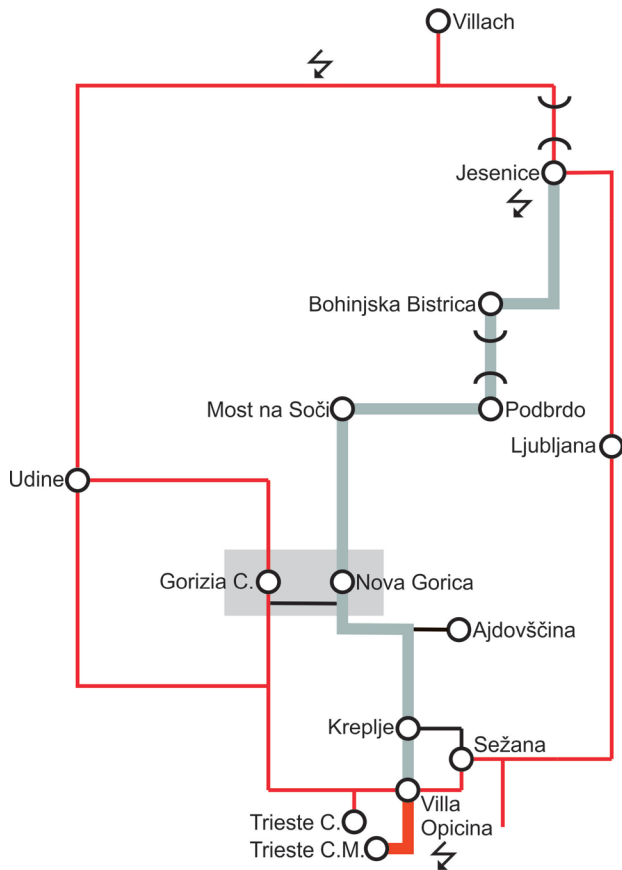 Villach
Jesenice
Bohinjska Bistrica
Most na Soči
Podbrdo
Ljubljana
Udine
Gorizia C.
Nova Gorica
Ajdovščina
Kreplje
Sežana
Villa
Opicina
Trieste C.
Trieste C.M.